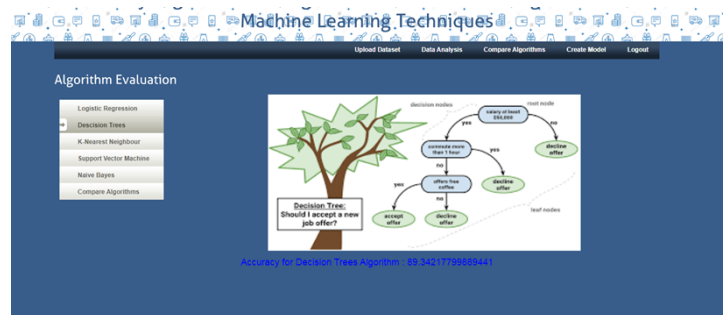 Machine Learning Techniques
Upload Dataset Data Analysis Compare Algorithms Create Model Logout
Algorithm Evaluation
Logistic Regression
Descision Trees
K-Nearest Neighbour
Support Vector Machine
Naive Bayes
Compare Algorithms
decision nodes
root node
salary at least
$50,000
yes
no
commute more
than 1 hour
yes
decline
offer
no
offers free
coffee
decline
offer
yes
no
accept
offer
decline
offer
leaf nodes
Decision Tree:
Should I accept a new
job offer?
Accuracy for Decision Trees Algorithm : 89.34217799889441